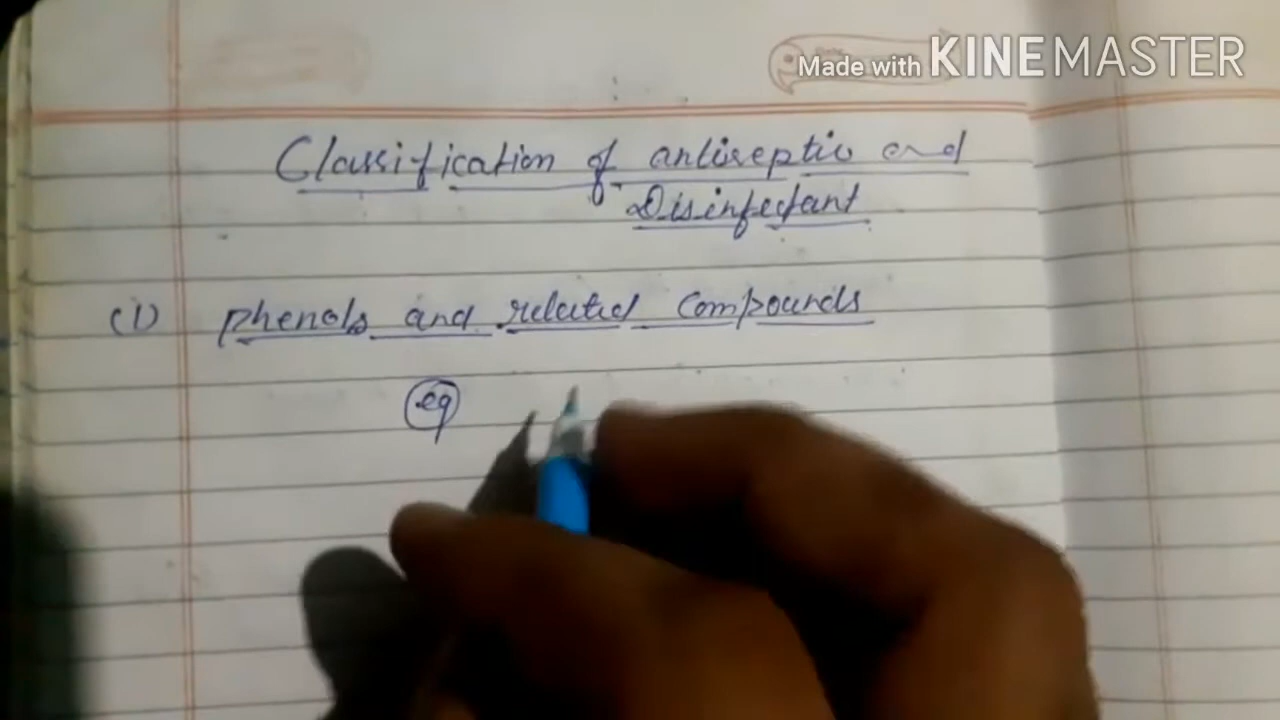 Made with KINEMASTER
Classification of antiseptic and
Disinfectant
(1) phenols and related compounds
eg